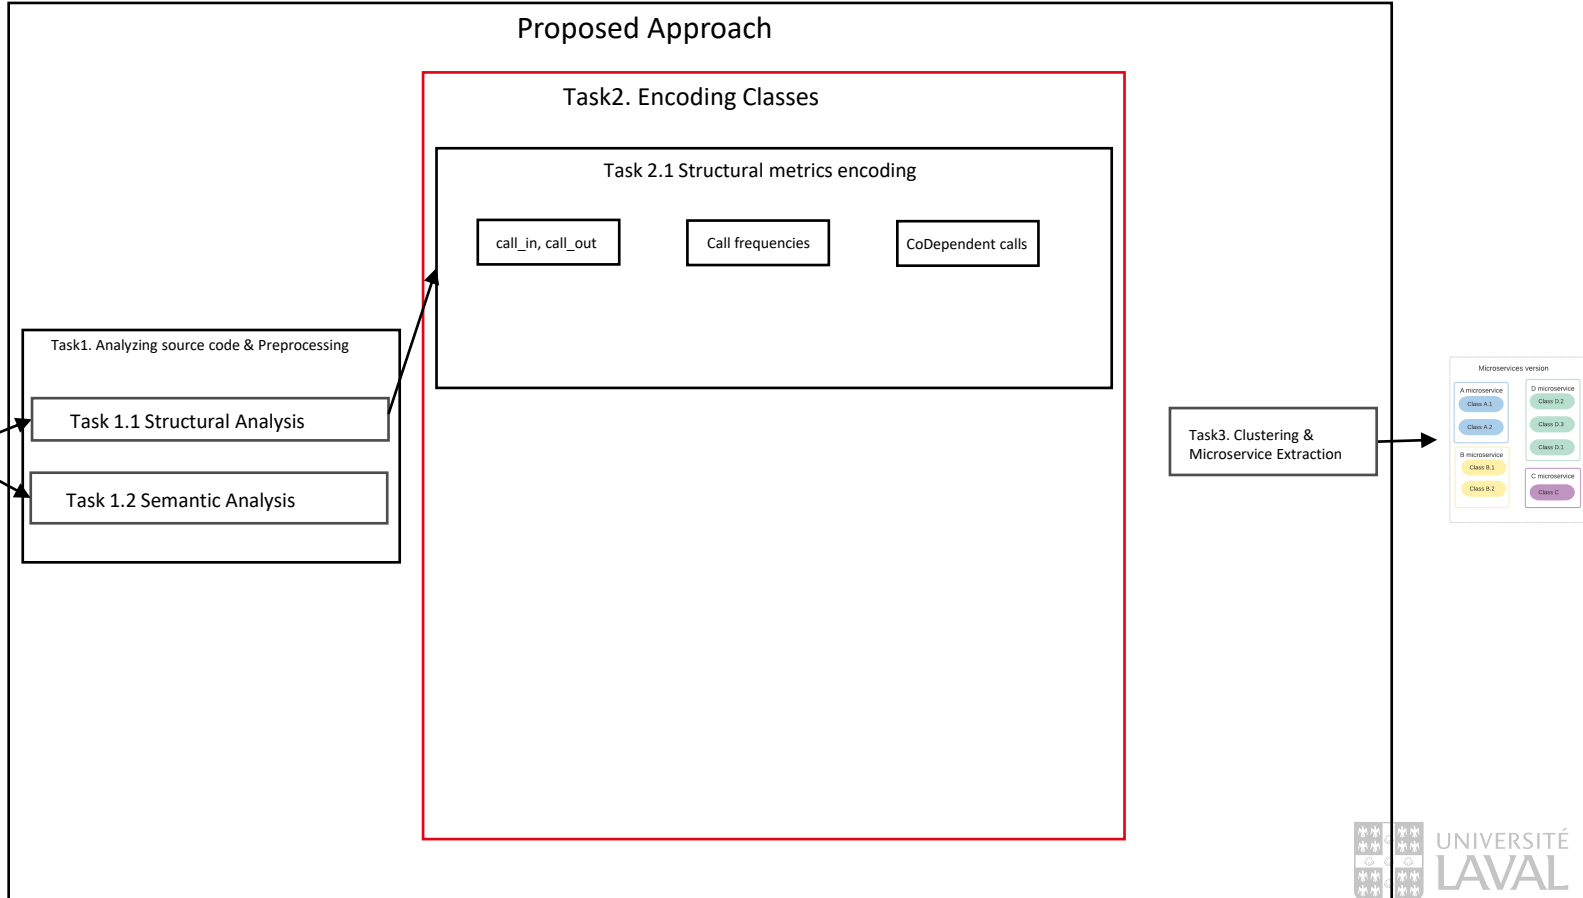 Proposed Approach
Task2. Encoding Classes
Task 2.1 Structural metrics encoding
call_in, call_out
Call frequencies
CoDependent calls
Task1. Analyzing source code & Preprocessing
Task 1.1 Structural Analysis
Task 1.2 Semantic Analysis
Task3. Clustering &
Microservice Extraction
Microservices version
A microservice
Class A.1
Class A.2
B microservice
Class B.1
Class B.2
D microservice
Class D.2
Class D.3
Class D.1
C microservice
Class C
UNIVERSITÉ
LAVAL